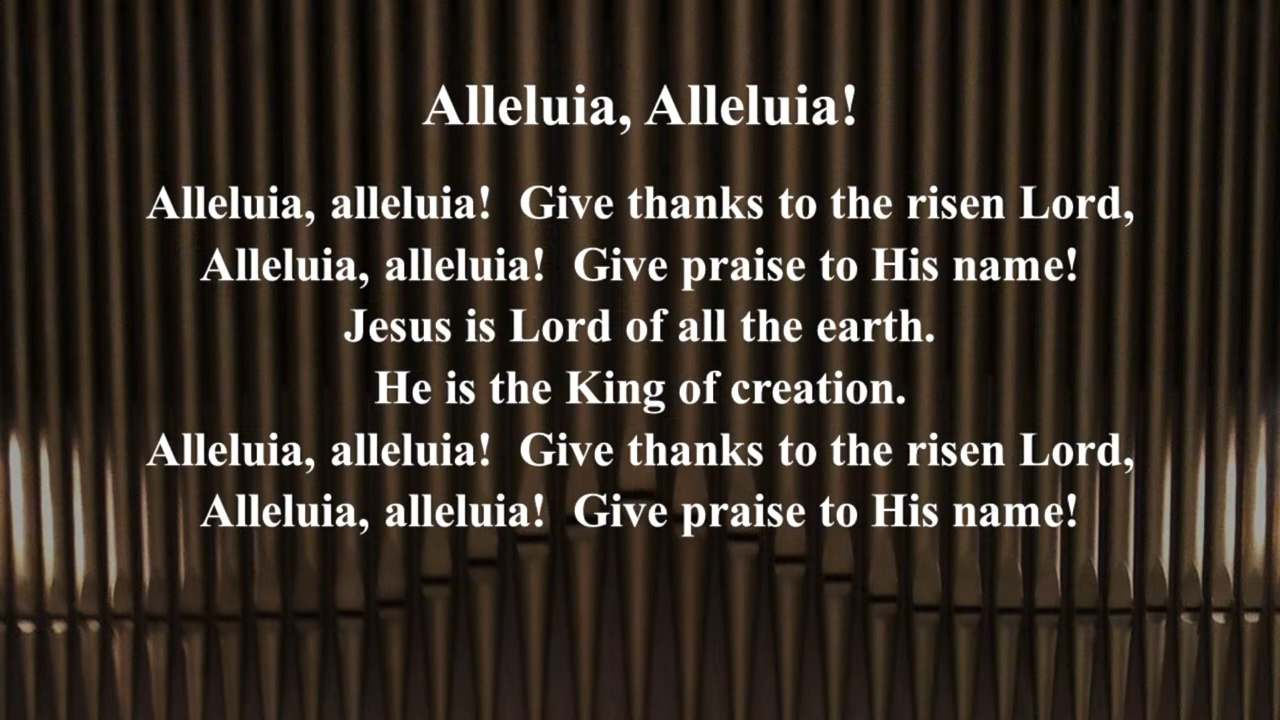 Alleluia, Alleluia!
Alleluia, alleluia!  Give thanks to the risen Lord,
Alleluia, alleluia!  Give praise to His name!
Jesus is Lord of all the earth.
He is the King of creation.
Alleluia, alleluia!  Give thanks to the risen Lord,
Alleluia, alleluia!  Give praise to His name!